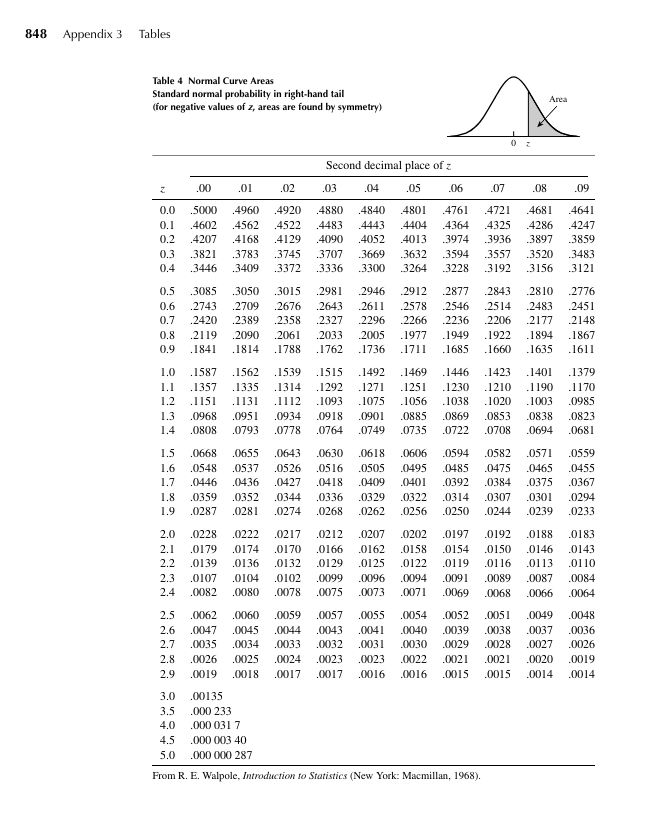 848 Appendix 3 Tables
Table 4 Normal Curve Areas
Standard normal probability in right-hand tail
(for negative values of z, areas are found by symmetry)
Area
0 z
Second decimal place of z
z .00 .01 .02 .03 .04 .05 .06 .07 .08 .09
0.0 .5000 .4960 .4920 .4880 .4840 .4801 .4761 .4721 .4681 .4641
0.1 .4602 .4562 .4522 .4483 .4443 .4404 .4364 .4325 .4286 .4247
0.2 .4207 .4168 .4129 .4090 .4052 .4013 .3974 .3936 .3897 .3859
0.3 .3821 .3783 .3745 .3707 .3669 .3632 .3594 .3557 .3520 .3483
0.4 .3446 .3409 .3372 .3336 .3300 .3264 .3228 .3192 .3156 .3121
0.5 .3085 .3050 .3015 .2981 .2946 .2912 .2877 .2843 .2810 .2776
0.6 .2743 .2709 .2676 .2643 .2611 .2578 .2546 .2514 .2483 .2451
0.7 .2420 .2389 .2358 .2327 .2296 .2266 .2236 .2206 .2177 .2148
0.8 .2119 .2090 .2061 .2033 .2005 .1977 .1949 .1922 .1894 .1867
0.9 .1841 .1814 .1788 .1762 .1736 .1711 .1685 .1660 .1635 .1611
1.0 .1587 .1562 .1539 .1515 .1492 .1469 .1446 .1423 .1401 .1379
1.1 .1357 .1335 .1314 .1292 .1271 .1251 .1230 .1210 .1190 .1170
1.2 .1151 .1131 .1112 .1093 .1075 .1056 .1038 .1020 .1003 .0985
1.3 .0968 .0951 .0934 .0918 .0901 .0885 .0869 .0853 .0838 .0823
1.4 .0808 .0793 .0778 .0764 .0749 .0735 .0722 .0708 .0694 .0681
1.5 .0668 .0655 .0643 .0630 .0618 .0606 .0594 .0582 .0571 .0559
1.6 .0548 .0537 .0526 .0516 .0505 .0495 .0485 .0475 .0465 .0455
1.7 .0446 .0436 .0427 .0418 .0409 .0401 .0392 .0384 .0375 .0367
1.8 .0359 .0352 .0344 .0336 .0329 .0322 .0314 .0307 .0301 .0294
1.9 .0287 .0281 .0274 .0268 .0262 .0256 .0250 .0244 .0239 .0233
2.0 .0228 .0222 .0217 .0212 .0207 .0202 .0197 .0192 .0188 .0183
2.1 .0179 .0174 .0170 .0166 .0162 .0158 .0154 .0150 .0146 .0143
2.2 .0139 .0136 .0132 .0129 .0125 .0122 .0119 .0116 .0113 .0110
2.3 .0107 .0104 .0102 .0099 .0096 .0094 .0091 .0089 .0087 .0084
2.4 .0082 .0080 .0078 .0075 .0073 .0071 .0069 .0068 .0066 .0064
2.5 .0062 .0060 .0059 .0057 .0055 .0054 .0052 .0051 .0049 .0048
2.6 .0047 .0045 .0044 .0043 .0041 .0040 .0039 .0038 .0037 .0036
2.7 .0035 .0034 .0033 .0032 .0031 .0030 .0029 .0028 .0027 .0026
2.8 .0026 .0025 .0024 .0023 .0023 .0022 .0021 .0021 .0020 .0019
2.9 .0019 .0018 .0017 .0017 .0016 .0016 .0015 .0015 .0014 .0014
3.0 .00135
3.5 .000 233
4.0 .000 031 7
4.5 .000 003 40
5.0 .000 000 287
From R. E. Walpole, Introduction to Statistics (New York: Macmillan, 1968).